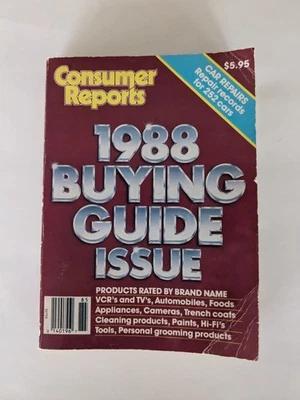 Consumer
Reports
$5.95
CAR REPAIRS
Repair records
for 252 cars
1988
BUYING
GUIDE
ISSUE
PRODUCTS RATED BY BRAND NAME
VCR's and TV's, Automobiles, Foods
Appliances, Cameras, Trench coats
Cleaning products, Paints, Hi-Fi's
Tools, Personal grooming products